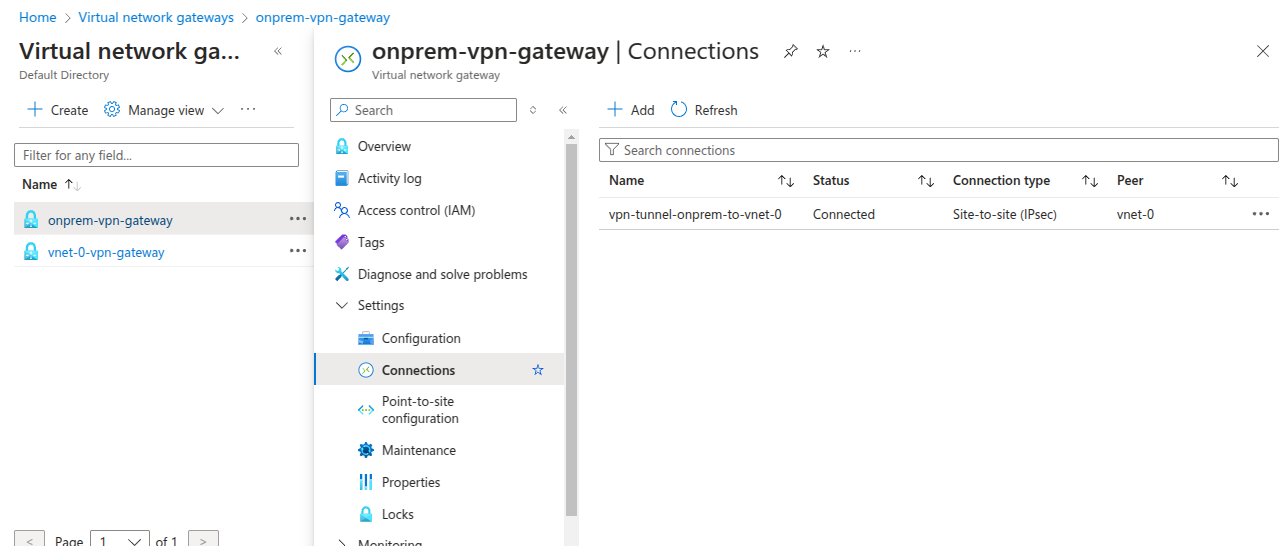 Home > Virtual network gateways > onprem-vpn-gateway
Virtual network ga...
Default Directory
Create Manage view ...
Filter for any field...
Name
onprem-vpn-gateway ...
vnet-0-vpn-gateway ...
< Page 1 of 1 >
onprem-vpn-gateway | Connections ...
Virtual network gateway
Search
Overview
Activity log
Access control (IAM)
Tags
Diagnose and solve problems
Settings
Configuration
Connections
Point-to-site
configuration
Maintenance
Properties
Locks
Monitoring
Add Refresh
Search connections
Name Status Connection type Peer
vpn-tunnel-onprem-to-vnet-0 Connected Site-to-site (IPsec) vnet-0 ...